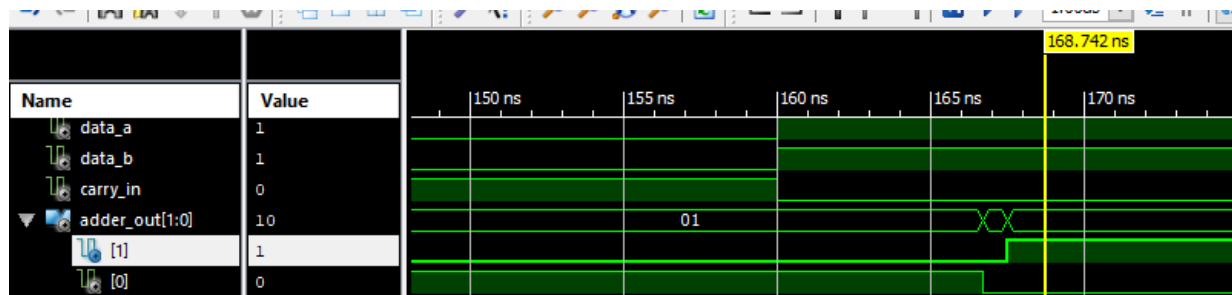 168.742 ns
Name Value
150 ns 155 ns 160 ns 165 ns 170 ns
data_a 1
data_b 1
carry_in 0
adder_out[1:0] 10 01
[1] 1
[0] 0